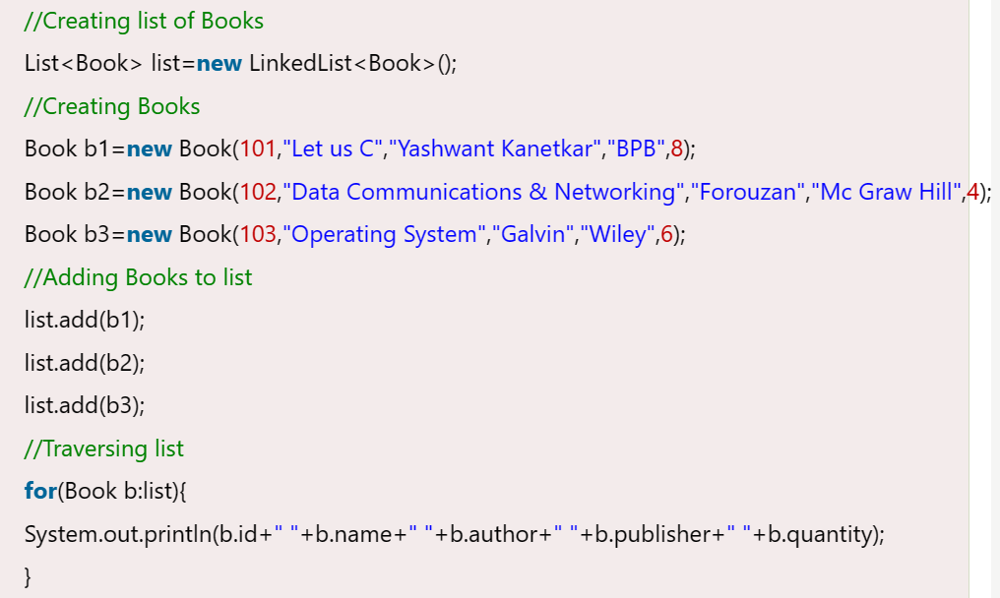 //Creating list of Books
List<Book> list=new LinkedList<Book>();
//Creating Books
Book b1=new Book(101,"Let us C","Yashwant Kanetkar","BPB",8);
Book b2=new Book(102,"Data Communications & Networking","Forouzan","Mc Graw Hill",4);
Book b3=new Book(103,"Operating System","Galvin","Wiley",6);
//Adding Books to list
list.add(b1);
list.add(b2);
list.add(b3);
//Traversing list
for(Book b:list){
System.out.println(b.id+" "+b.name+" "+b.author+" "+b.publisher+" "+b.quantity);
}